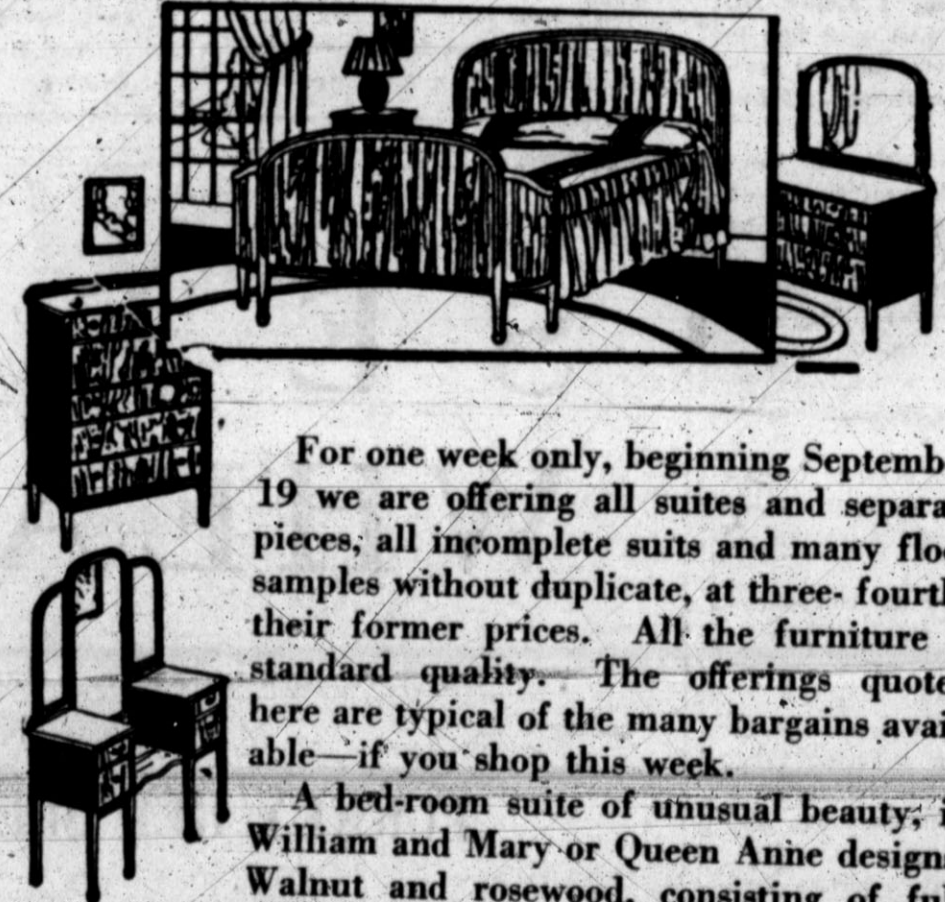 For one week only, beginning Septemb
19 we are offering all suites and separa
pieces, all incomplete suits and many flo
samples without duplicate, at three- fourt
their former prices. All the furniture
standard quality. The offerings quote
here are typical of the many bargains avai
able—if you shop this week.
A bed-room suite of unusual beauty,
William and Mary or Queen Anne design
Walnut and rosewood, consisting of fu